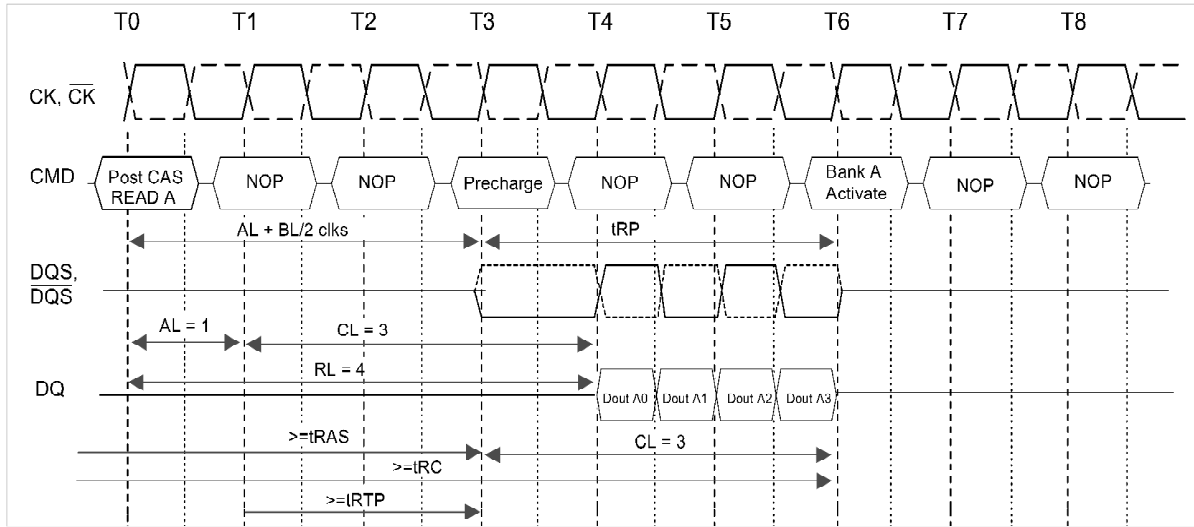 T0 T1 T2 T3 T4 T5 T6 T7 T8
CK, CK
CMD
Post CAS
READ A
NOP
NOP
Precharge
NOP
NOP
Bank A
Activate
NOP
NOP
AL + BL/2 clks
tRP
DQS,
DQS
AL = 1
CL = 3
RL = 4
DQ
Dout A0
Dout A1
Dout A2
Dout A3
>=tRAS
CL = 3
>=tRC
>=tRTP